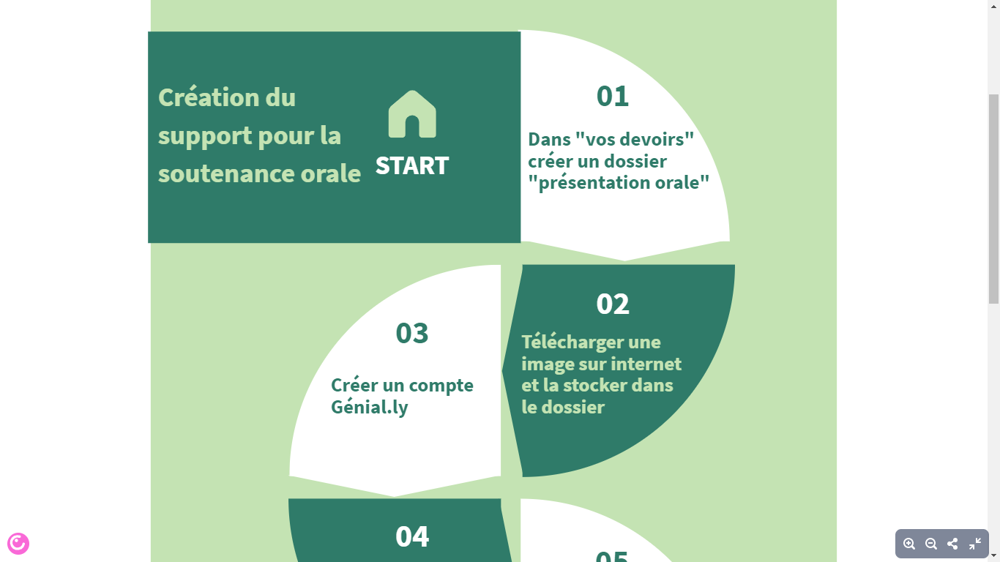 Création du
support pour la
soutenance orale
START
01
Dans "vos devoirs"
créer un dossier
"présentation orale"
02
Télécharger une
image sur internet
et la stocker dans
le dossier
03
Créer un compte
Génial.ly
04
05